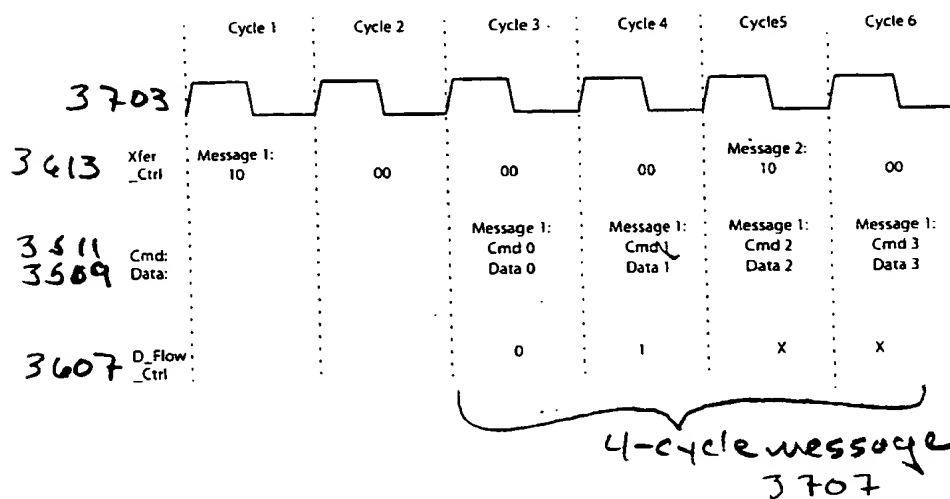 Cycle 1 Cycle 2 Cycle 3 Cycle 4 Cycle5 Cycle 6
3703
3613 Xfer _Ctrl Message 1: 10 00 00 00 Message 2: 10 00
3511 Cmd: Message 1: Cmd 0 Message 1: Cmd 1 Message 1: Cmd 2 Message 1: Cmd 3
3509 Data: Data 0 Data 1 Data 2 Data 3
3607 D_Flow _Ctrl 0 1 X X
4-cycle message
3707